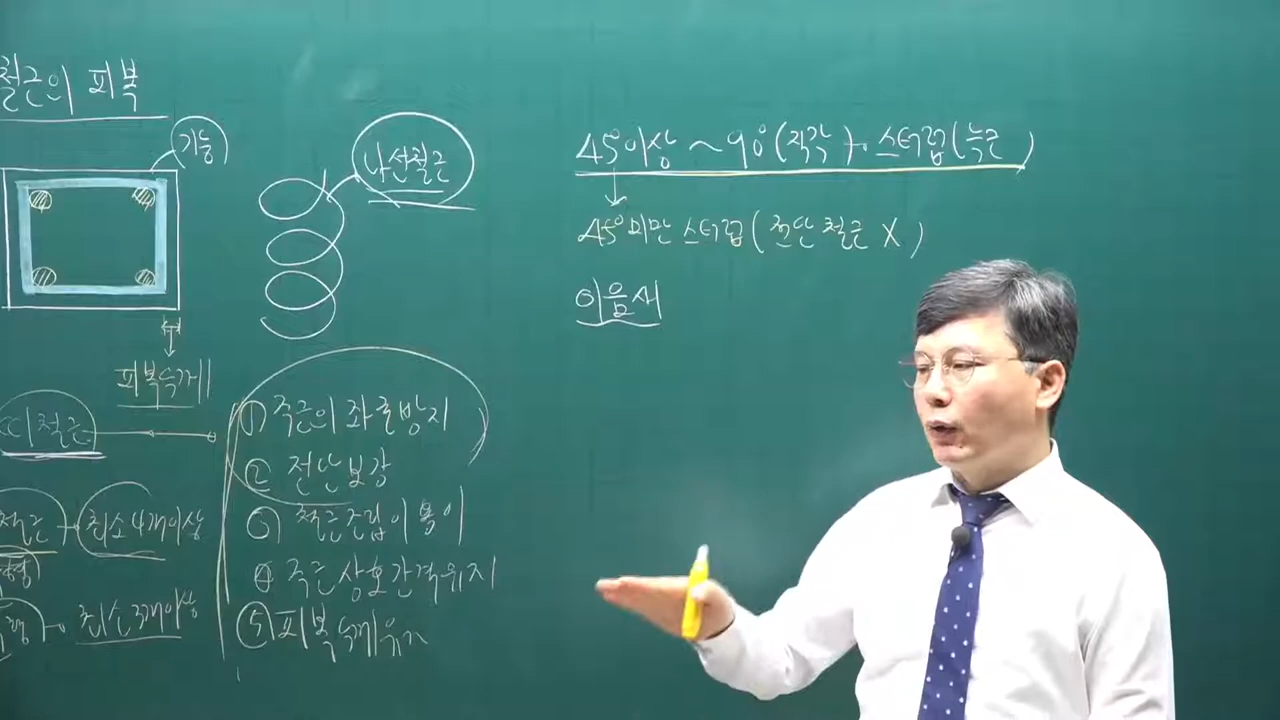 철근의 피복
기능
나선철근
피복두께
띠철근
철근 → 최소 4개이상
최소 3개이상
① 주근의 좌굴방지
② 전단보강
③ 철근조립이 용이
④ 주근 상호간격유지
⑤ 피복두께유지
45°이상 ~ 90°(직각). 스터럽(늑근)
45°미만 스터럽(전단철근 X)
이음새